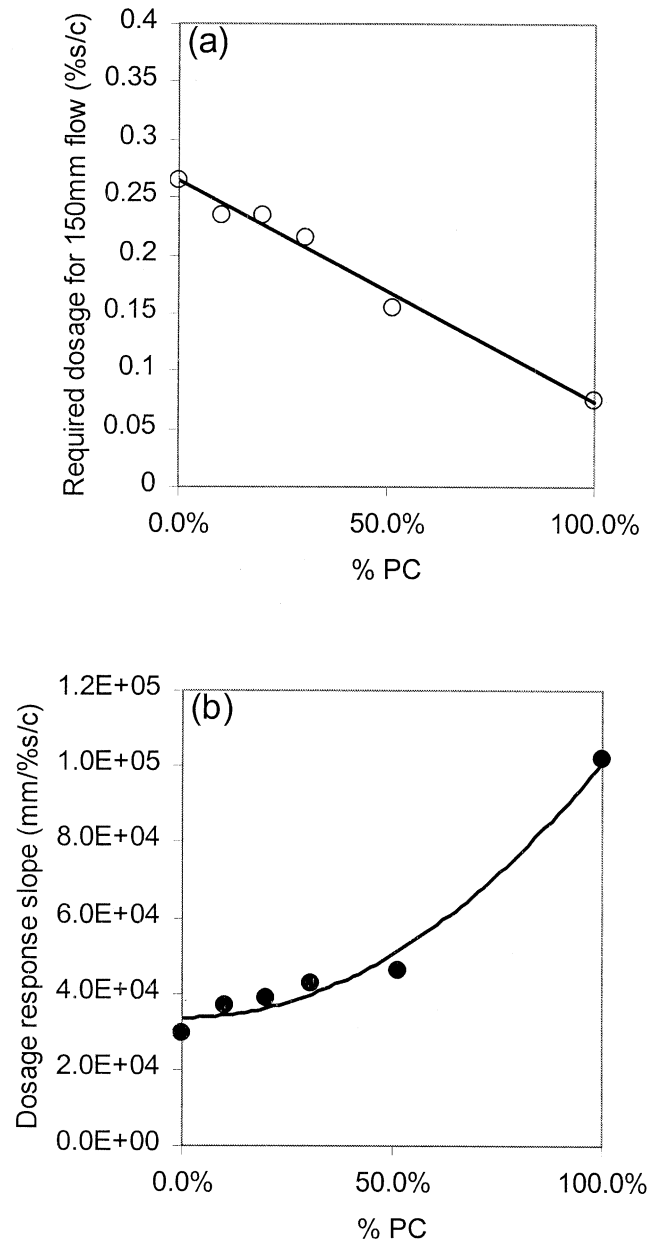 (a)
Required dosage for 150mm flow (%s/c)
0.4
0.35
0.3
0.25
0.2
0.15
0.1
0.05
0
0.0% 50.0% 100.0%
% PC
(b)
Dosage response slope (mm/%s/c)
1.2E+05
1.0E+05
8.0E+04
6.0E+04
4.0E+04
2.0E+04
0.0E+00
0.0% 50.0% 100.0%
% PC